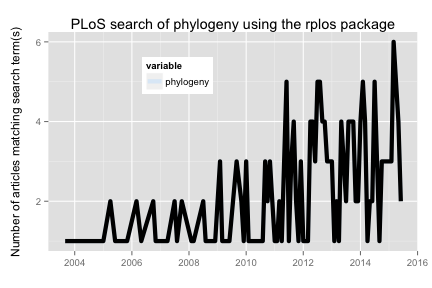 PLoS search of phylogeny using the rplos package
Number of articles matching search term(s)
6
4
2
variable
phylogeny
2004
2006
2008
2010
2012
2014
2016